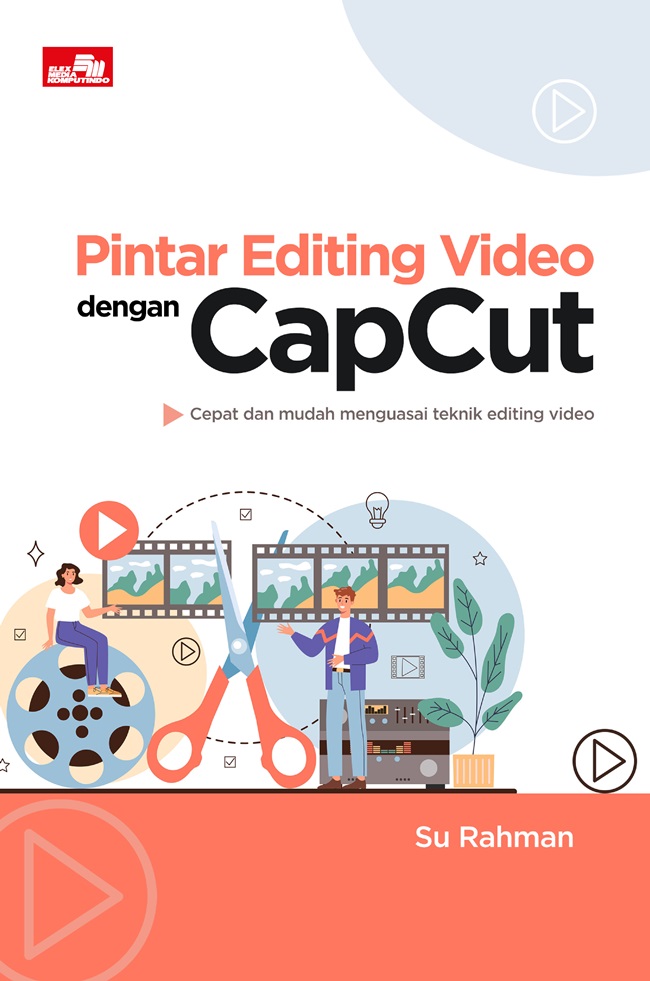 ELEX
MEDIA
KOMPUTINDO
Pintar Editing Video
dengan CapCut
Cepat dan mudah menguasai teknik editing video
Su Rahman